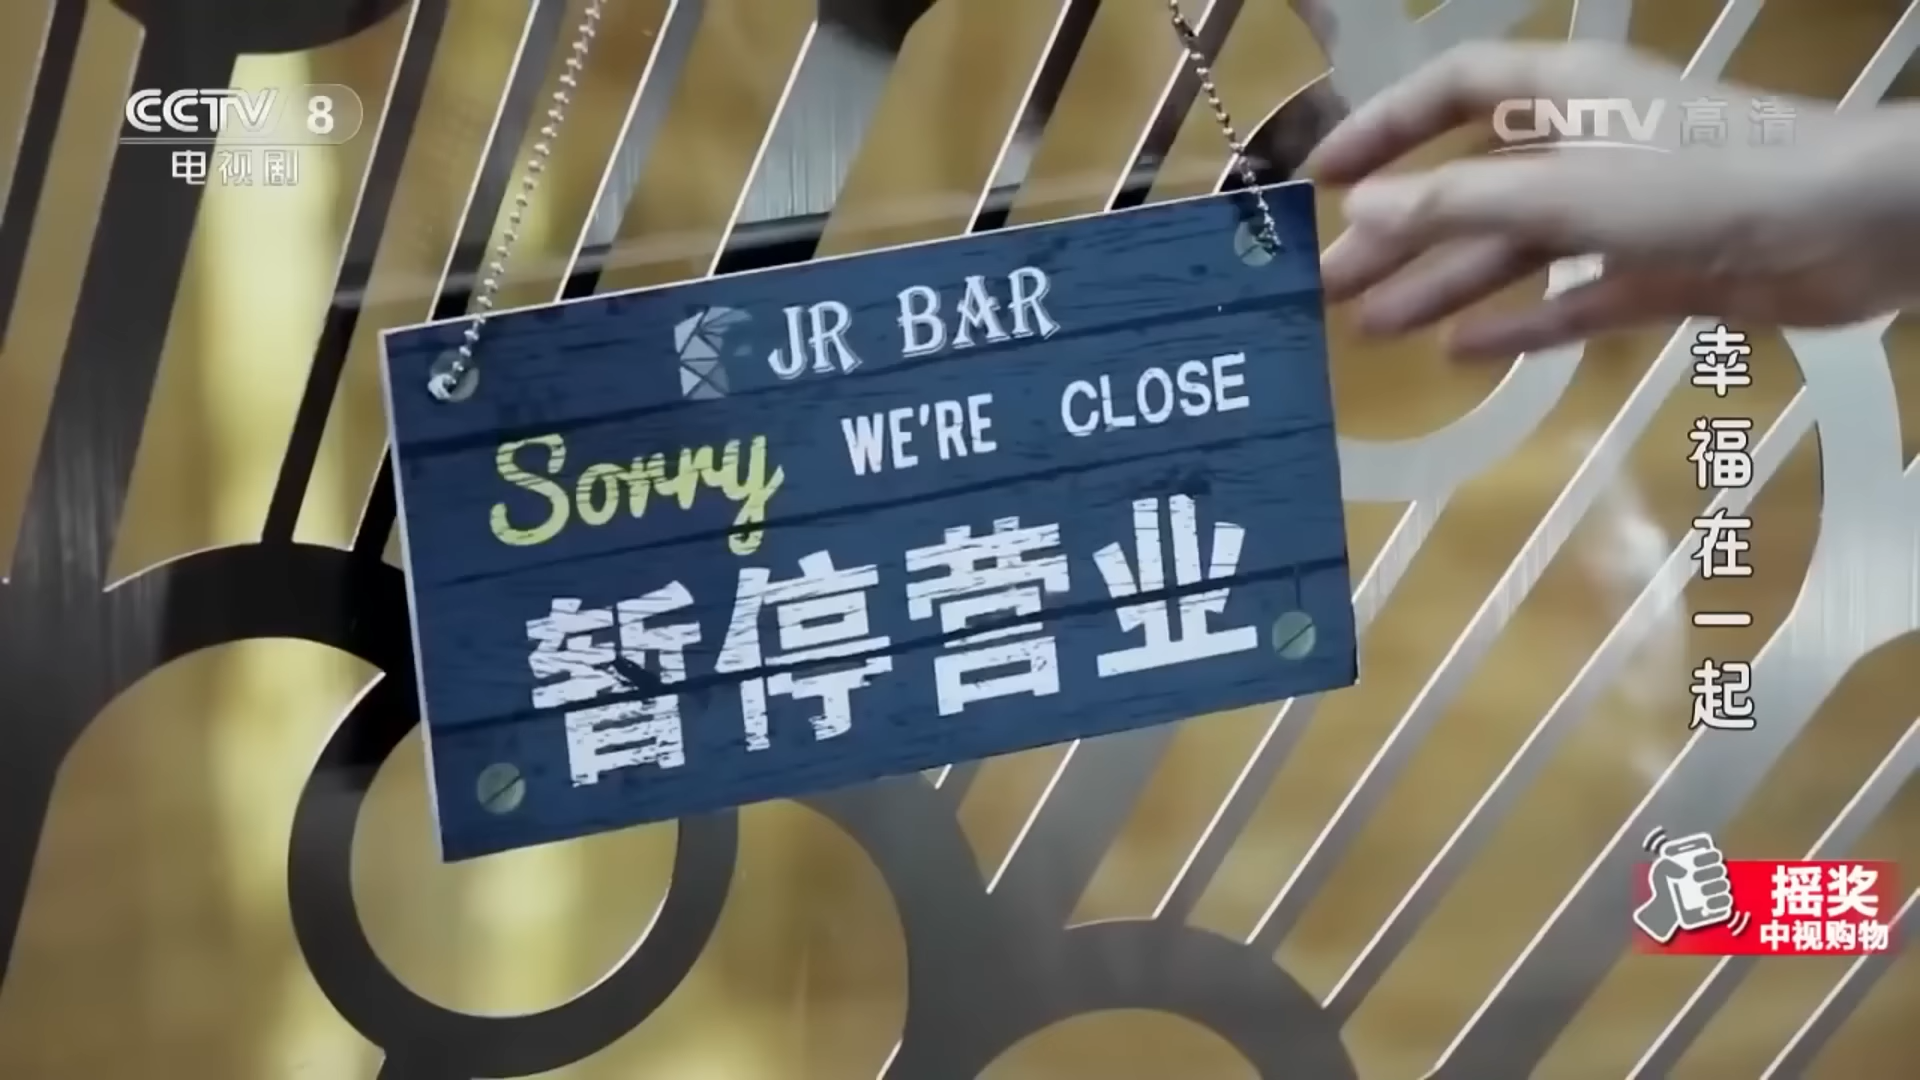 CCTV 8
电视剧
CNTV 高清
JR BAR
Sorry WE'RE CLOSE
暂停营业
幸福在一起
摇奖
中视购物